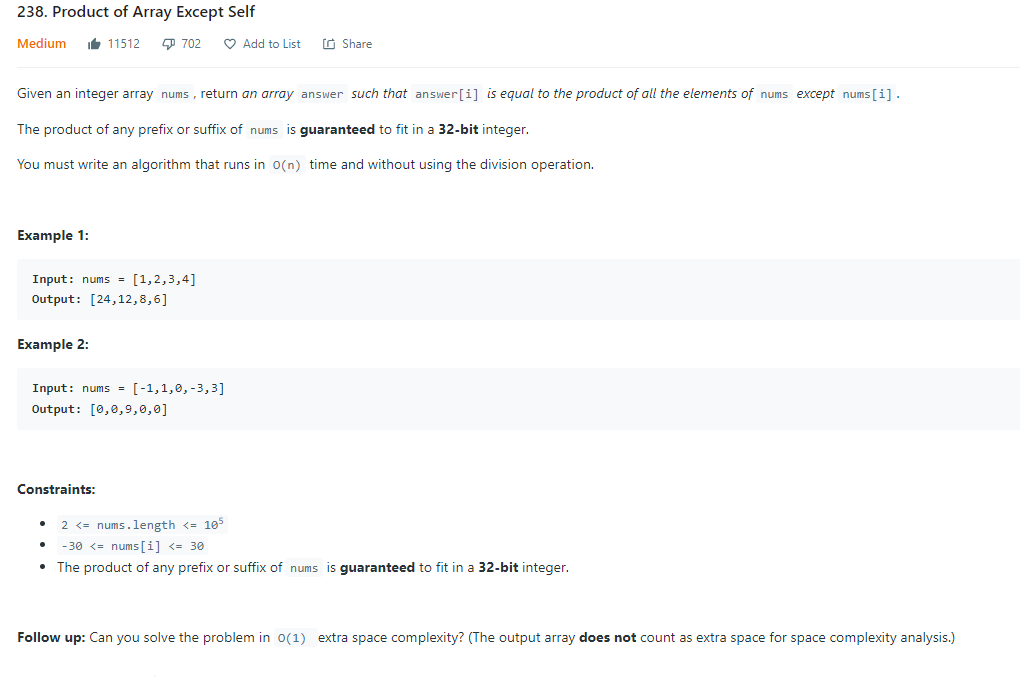 238. Product of Array Except Self
Medium 11512 702 Add to List Share
Given an integer array nums, return an array answer such that answer[i] is equal to the product of all the elements of nums except nums[i].
The product of any prefix or suffix of nums is guaranteed to fit in a 32-bit integer.
You must write an algorithm that runs in O(n) time and without using the division operation.
Example 1:
Input: nums = [1,2,3,4]
Output: [24,12,8,6]
Example 2:
Input: nums = [-1,1,0,-3,3]
Output: [0,0,9,0,0]
Constraints:
• 2 <= nums.length <= 10⁵
• -30 <= nums[i] <= 30
• The product of any prefix or suffix of nums is guaranteed to fit in a 32-bit integer.
Follow up: Can you solve the problem in O(1) extra space complexity? (The output array does not count as extra space for space complexity analysis.)